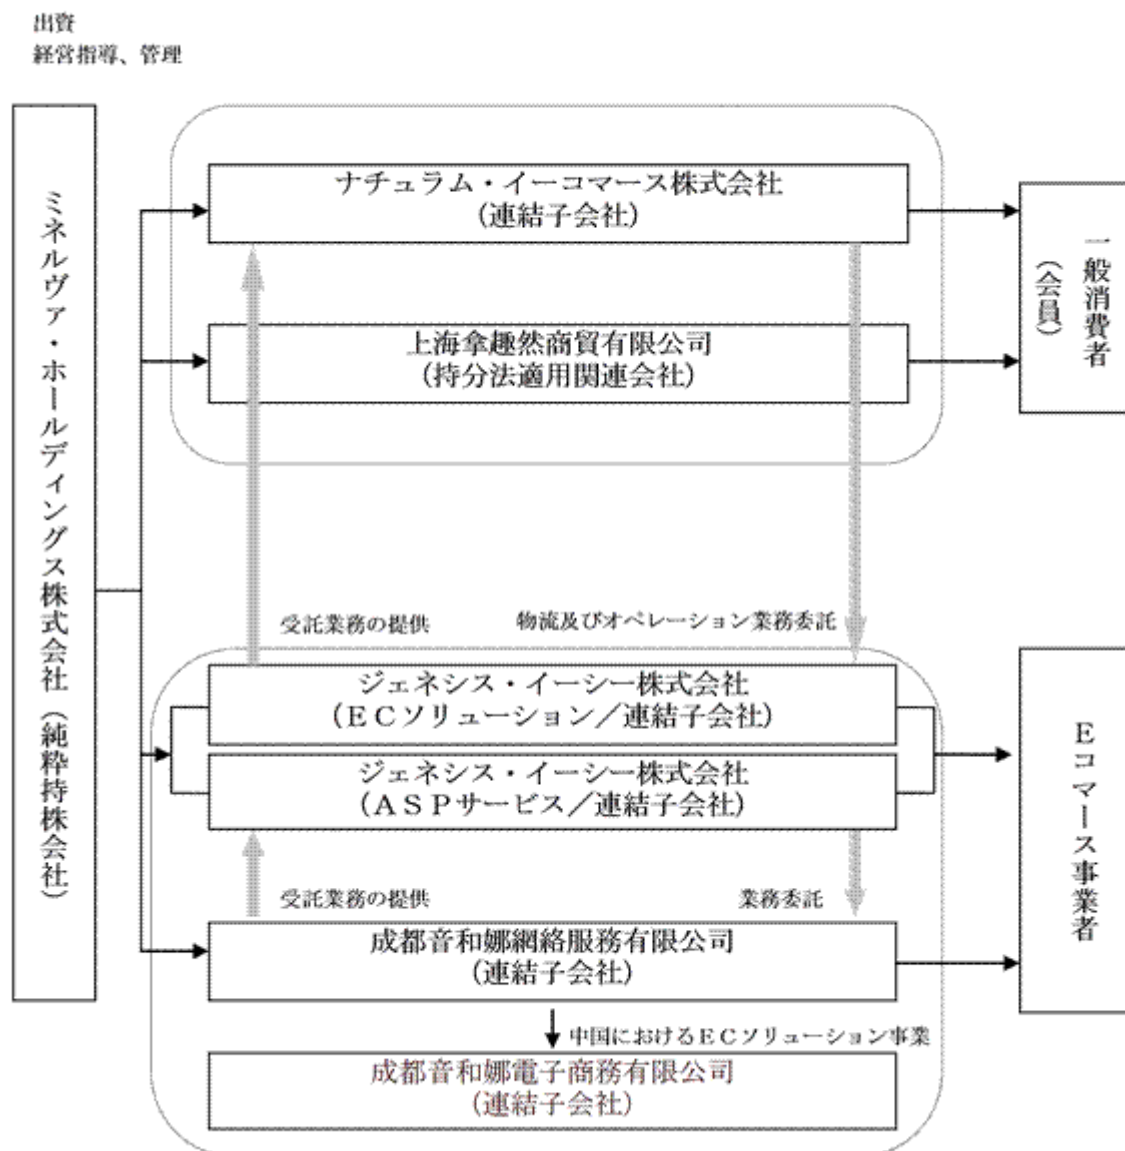 出資
経営指導、管理
ミネルヴァ・ホールディングス株式会社（純粋持株会社）
ナチュラム・イーコマース株式会社
（連結子会社）
上海拿趣然商貿有限公司
（持分法適用関連会社）
一般消費者
（会員）
受託業務の提供
物流及びオペレーション業務委託
ジェネシス・イーシー株式会社
（ＥＣソリューション／連結子会社）
ジェネシス・イーシー株式会社
（ＡＳＰサービス／連結子会社）
Ｅコマース事業者
受託業務の提供
業務委託
成都音和娜網絡服務有限公司
（連結子会社）
中国におけるＥＣソリューション事業
成都音和娜電子商務有限公司
（連結子会社）